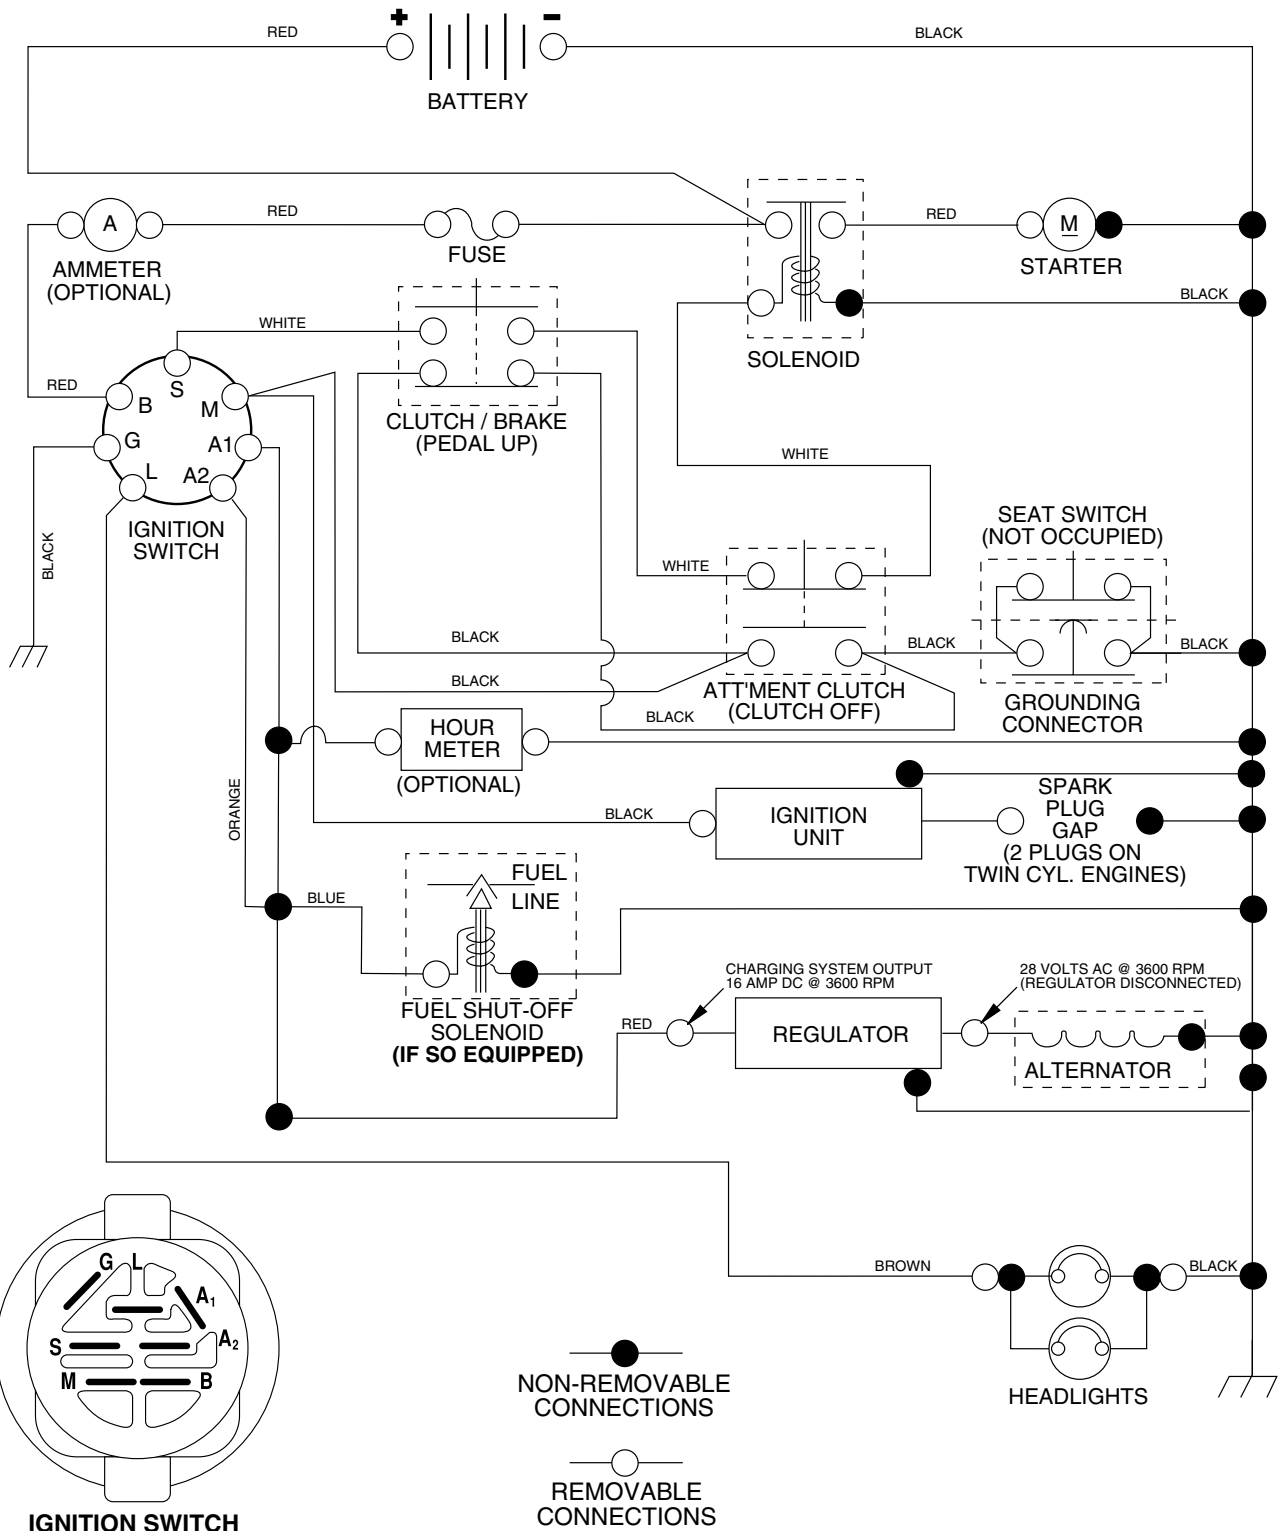 + -
RED
BLACK
BATTERY
A
RED
FUSE
RED
M
STARTER
AMMETER
(OPTIONAL)
BLACK
WHITE
SOLENOID
RED
S
B
M
G
A1
L
A2
CLUTCH / BRAKE
(PEDAL UP)
WHITE
IGNITION
SWITCH
BLACK
SEAT SWITCH
(NOT OCCUPIED)
WHITE
BLACK
BLACK
BLACK
BLACK
ATT'MENT CLUTCH
(CLUTCH OFF)
BLACK
GROUNDING
CONNECTOR
HOUR
METER
(OPTIONAL)
ORANGE
BLACK
IGNITION
UNIT
SPARK
PLUG
GAP
(2 PLUGS ON
TWIN CYL. ENGINES)
BLUE
FUEL
LINE
FUEL SHUT-OFF
SOLENOID
(IF SO EQUIPPED)
CHARGING SYSTEM OUTPUT
16 AMP DC @ 3600 RPM
28 VOLTS AC @ 3600 RPM
(REGULATOR DISCONNECTED)
RED
REGULATOR
ALTERNATOR
BROWN
BLACK
HEADLIGHTS
G L
A1
A2
S
M
B
IGNITION SWITCH
NON-REMOVABLE
CONNECTIONS
REMOVABLE
CONNECTIONS